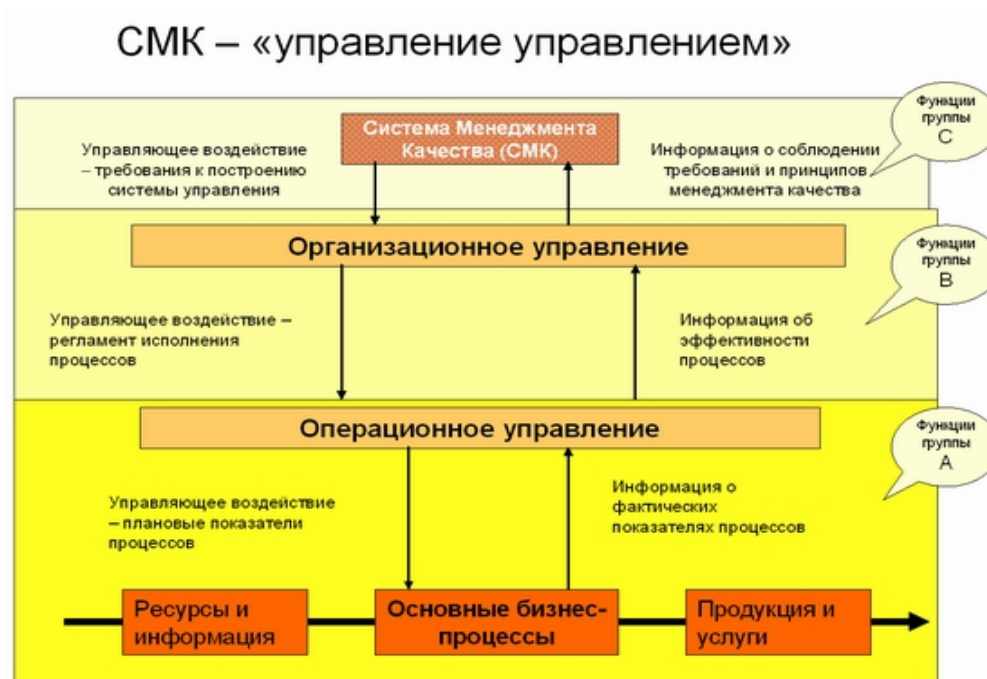 СМК – «управление управлением»
Функции
группы
С
Система Менеджмента
Качества (СМК)
Управляющее воздействие
– требования к построению
системы управления
Информация о соблюдении
требований и принципов
менеджмента качества
Организационное управление
Функции
группы
В
Управляющее воздействие –
регламент исполнения
процессов
Информация об
эффективности
процессов
Операционное управление
Функции
группы
А
Управляющее воздействие
– плановые показатели
процессов
Информация о
фактических
показателях процессов
Ресурсы и
информация
Основные бизнес-
процессы
Продукция и
услуги